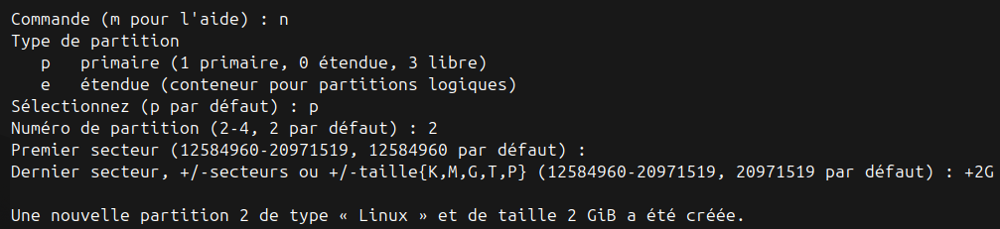 Commande (m pour l'aide) : n
Type de partition
   p   primaire (1 primaire, 0 étendue, 3 libre)
   e   étendue (conteneur pour partitions logiques)
Sélectionnez (p par défaut) : p
Numéro de partition (2-4, 2 par défaut) : 2
Premier secteur (12584960-20971519, 12584960 par défaut) :
Dernier secteur, +/-secteurs ou +/-taille{K,M,G,T,P} (12584960-20971519, 20971519 par défaut) : +2G
Une nouvelle partition 2 de type « Linux » et de taille 2 GiB a été créée.